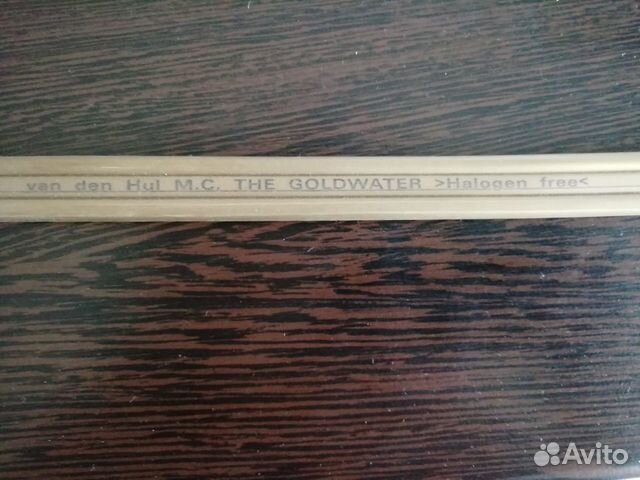 van den Hul M.C. THE GOLDWATER >Halogen free<
Avito